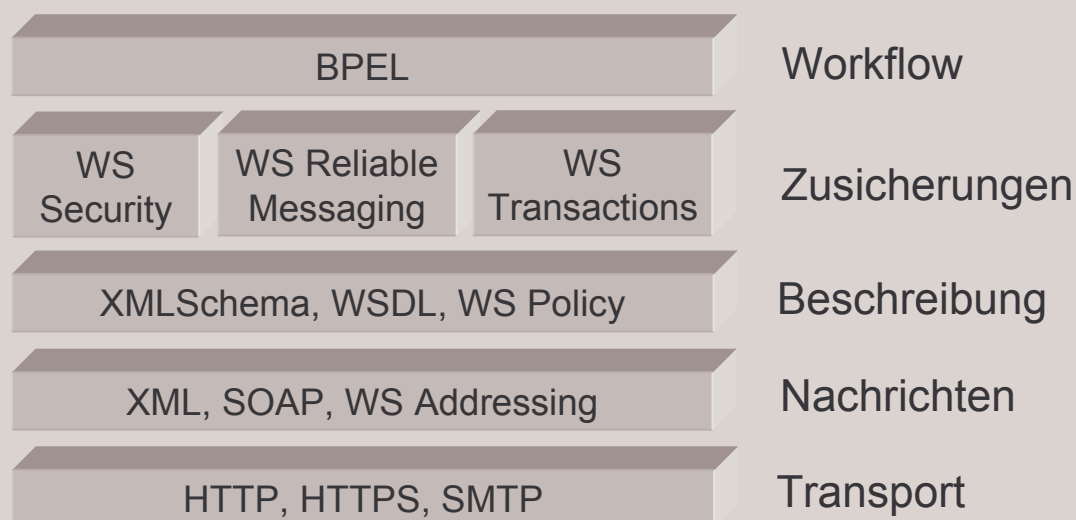 BPEL
Workflow
WS
Security
WS Reliable
Messaging
WS
Transactions
Zusicherungen
XMLSchema, WSDL, WS Policy
Beschreibung
XML, SOAP, WS Addressing
Nachrichten
HTTP, HTTPS, SMTP
Transport